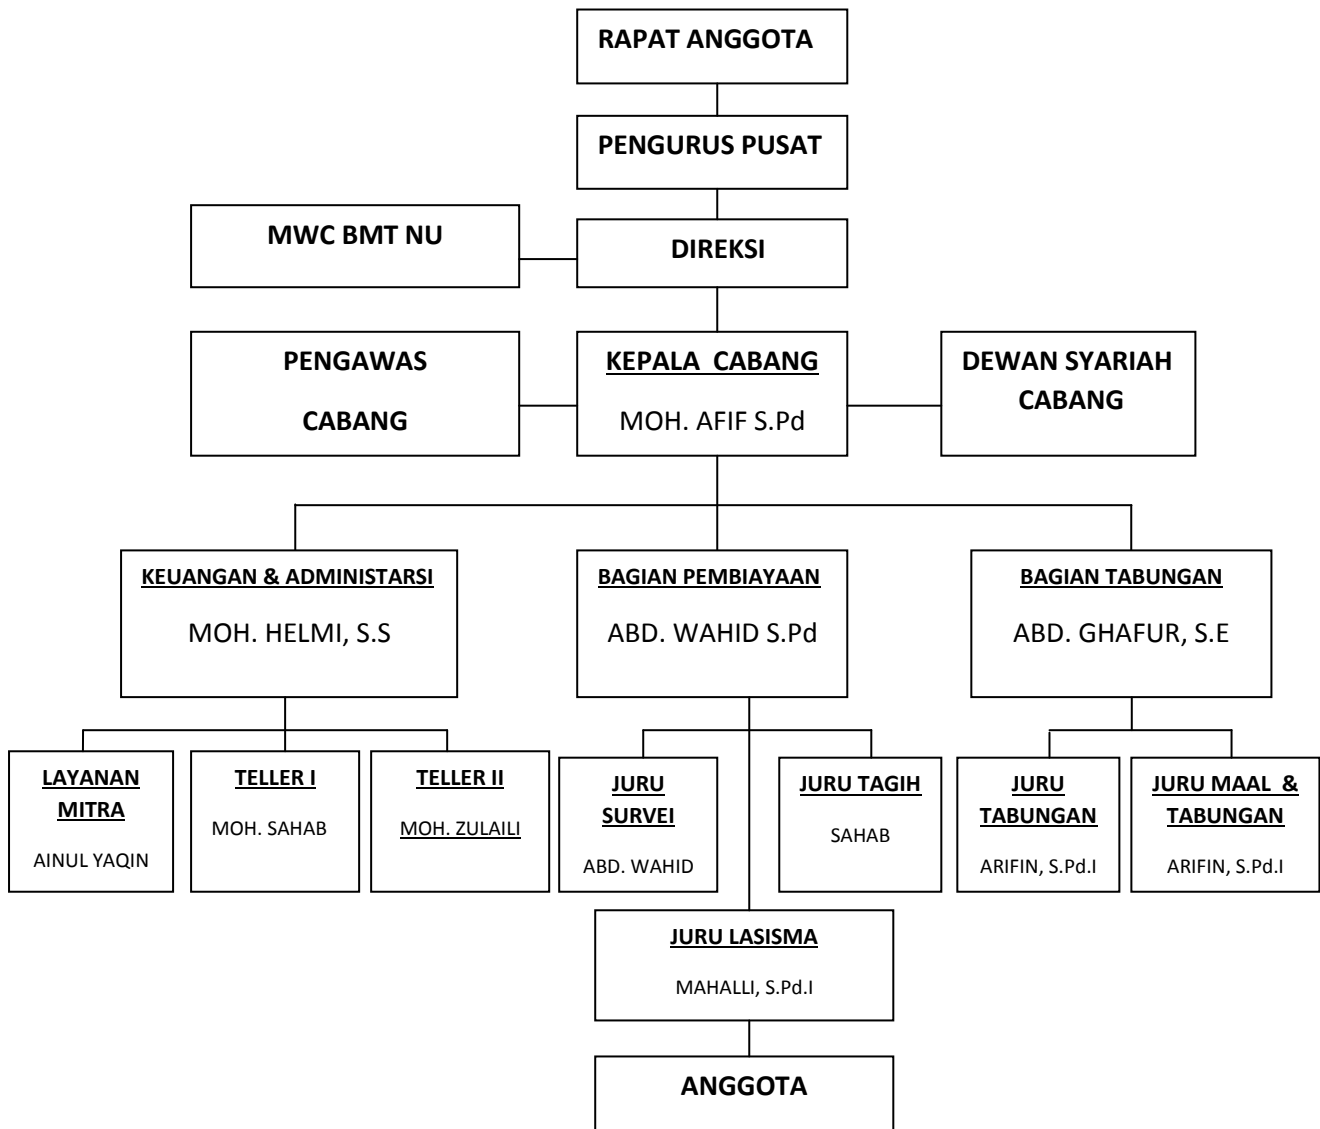 RAPAT ANGGOTA
PENGURUS PUSAT
MWC BMT NU
DIREKSI
PENGAWAS
CABANG
KEPALA  CABANG
MOH. AFIF S.Pd
DEWAN SYARIAH
CABANG
KEUANGAN & ADMINISTARSI
MOH. HELMI, S.S
BAGIAN PEMBIAYAAN
ABD. WAHID S.Pd
BAGIAN TABUNGAN
ABD. GHAFUR, S.E
LAYANAN
MITRA
AINUL YAQIN
TELLER I
MOH. SAHAB
TELLER II
MOH. ZULAILI
JURU
SURVEI
ABD. WAHID
JURU TAGIH
SAHAB
JURU
TABUNGAN
ARIFIN, S.Pd.I
JURU MAAL  &
TABUNGAN
ARIFIN, S.Pd.I
JURU LASISMA
MAHALLI, S.Pd.I
ANGGOTA